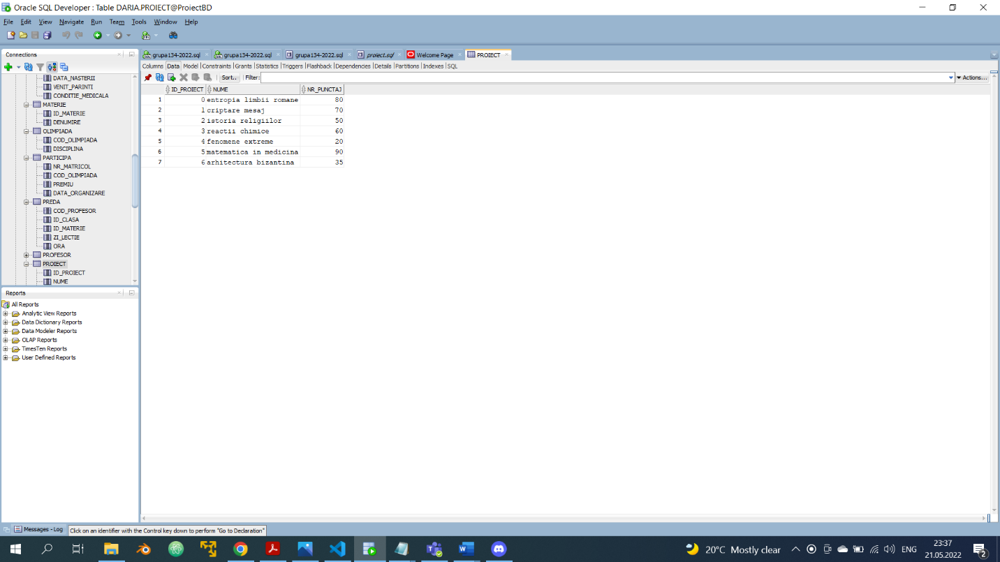 Oracle SQL Developer : Table DARIA.PROIECT@ProiectBD
File Edit View Navigate Run Team Tools Window Help
Connections
grupa134-2022.sql grupa134-2022.sql grupa134-2022.sql proiect.sql Welcome Page PROIECT
Columns Data Model Constraints Grants Statistics Triggers Flashback Dependencies Details Partitions Indexes SQL
Sort.. Filter: Actions...
ID_PROIECT NUME NR_PUNCTAJ
1 0 entropia limbii romane 80
2 1 criptare mesaj 70
3 2 istoria religiilor 50
4 3 reactii chimice 60
5 4 fenomene extreme 20
6 5 matematica in medicina 90
7 6 arhitectura bizantina 35
DATA_NASTERII
VENIT_PARINTI
CONDITIE_MEDICALA
MATERIE
ID_MATERIE
DENUMIRE
OLIMPIADA
COD_OLIMPIADA
DISCIPLINA
PARTICIPA
NR_MATRICOL
COD_OLIMPIADA
PREMIU
DATA_ORGANIZARE
PREDA
COD_PROFESOR
ID_CLASA
ID_MATERIE
ZI_LECTIE
ORA
PROFESOR
PROIECT
ID_PROIECT
NUME
Reports
All Reports
Analytic View Reports
Data Dictionary Reports
Data Modeler Reports
OLAP Reports
TimesTen Reports
User Defined Reports
Messages - Log
Click on an identifier with the Control key down to perform "Go to Declaration"
20°C Mostly clear ENG 23:37
21.05.2022
2